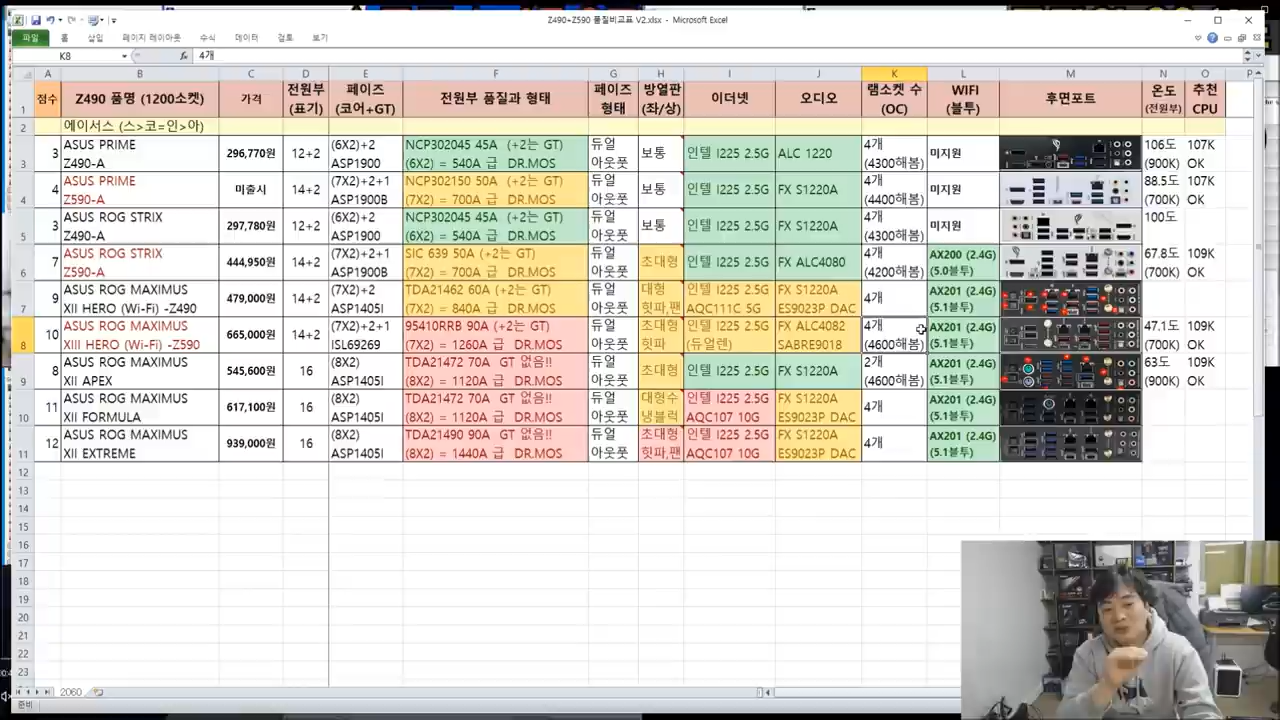 Z490+Z590 품질비교표 V2.xlsx - Microsoft Excel
파일 홈 삽입 페이지 레이아웃 수식 데이터 검토 보기
K8 fx 4개
A B C D E F G H I J K L M N O P
1 점수 Z490 품명 (1200소켓) 가격 전원부 (표기) 페이즈 (코어+GT) 전원부 품질과 형태 페이즈 형태 방열판 (좌/상) 이더넷 오디오 램소켓 수 (OC) WIFI (블투) 후면포트 온도 (전원부) 추천 CPU
2 에이서스 (스>코=인>아)
3 3 ASUS PRIME Z490-A 296,770원 12+2 (6X2)+2 ASP1900 NCP302045 45A (+2는 GT) (6X2) = 540A 급 DR.MOS 듀얼 아웃풋 보통 인텔 I225 2.5G ALC 1220 4개 (4300해봄) 미지원 106도 (900K) 107K OK
4 4 ASUS PRIME Z590-A 미출시 14+2 (7X2)+2+1 ASP1900B NCP302150 50A (+2는 GT) (7X2) = 700A 급 DR.MOS 듀얼 아웃풋 보통 인텔 I225 2.5G FX S1220A 4개 (4400해봄) 미지원 88.5도 (700K) 107K OK
5 3 ASUS ROG STRIX Z490-A 297,780원 12+2 (6X2)+2 ASP1900 NCP302045 45A (+2는 GT) (6X2) = 540A 급 DR.MOS 듀얼 아웃풋 보통 인텔 I225 2.5G FX S1220A 4개 (4300해봄) 미지원 100도
6 7 ASUS ROG STRIX Z590-A 444,950원 14+2 (7X2)+2+1 ASP1900B SIC 639 50A (+2는 GT) (7X2) = 700A 급 DR.MOS 듀얼 아웃풋 초대형 인텔 I225 2.5G FX ALC4080 4개 (4200해봄) AX200 (2.4G) (5.0블투) 67.8도 (700K) 109K OK
7 9 ASUS ROG MAXIMUS XII HERO (Wi-Fi) -Z490 479,000원 14+2 (7X2)+2 ASP1405I TDA21462 60A (+2는 GT) (7X2) = 840A 급 DR.MOS 듀얼 아웃풋 대형 힛파,팬 인텔 I225 2.5G AQC111C 5G FX S1220A ES9023P DAC 4개 AX201 (2.4G) (5.1블투)
8 10 ASUS ROG MAXIMUS XIII HERO (Wi-Fi) -Z590 665,000원 14+2 (7X2)+2+1 ISL69269 95410RRB 90A (+2는 GT) (7X2) = 1260A 급 DR.MOS 듀얼 아웃풋 초대형 힛파 인텔 I225 2.5G (듀얼렌) FX ALC4082 SABRE9018 4개 (4600해봄) AX201 (2.4G) (5.1블투) 47.1도 (700K) 109K OK
9 8 ASUS ROG MAXIMUS XII APEX 545,600원 16 (8X2) ASP1405I TDA21472 70A GT 없음!! (8X2) = 1120A 급 DR.MOS 듀얼 아웃풋 초대형 인텔 I225 2.5G FX S1220A 2개 (4600해봄) AX201 (2.4G) (5.1블투) 63도 (900K) 109K OK
10 11 ASUS ROG MAXIMUS XII FORMULA 617,100원 16 (8X2) ASP1405I TDA21472 70A GT 없음!! (8X2) = 1120A 급 DR.MOS 듀얼 아웃풋 대형수 냉블럭 인텔 I225 2.5G AQC107 10G FX S1220A ES9023P DAC 4개 AX201 (2.4G) (5.1블투)
11 12 ASUS ROG MAXIMUS XII EXTREME 939,000원 16 (8X2) ASP1405I TDA21490 90A GT 없음!! (8X2) = 1440A 급 DR.MOS 듀얼 아웃풋 초대형 힛파,팬 인텔 I225 2.5G AQC107 10G FX S1220A ES9023P DAC 4개 AX201 (2.4G) (5.1블투)
12
13
14
15
16
17
18
19
20
21
22
23
2060
준비